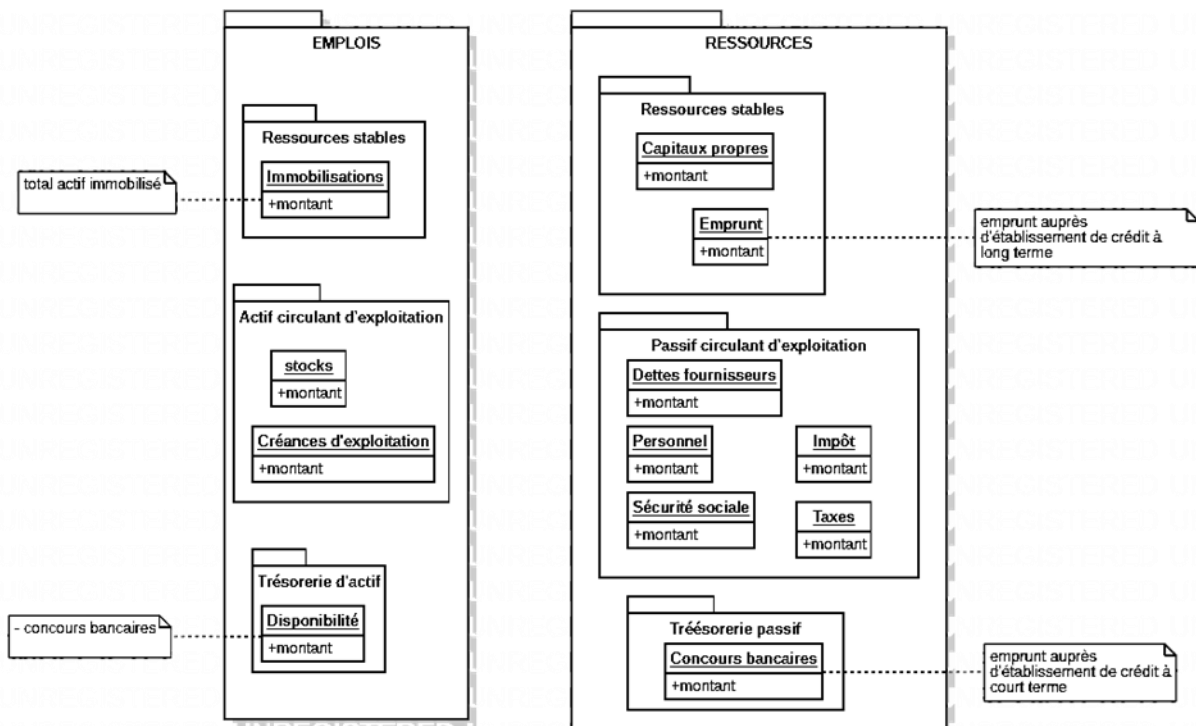 EMPLOIS
Ressources stables
Immobilisations
+montant
total actif immobilisé
Actif circulant d'exploitation
stocks
+montant
Créances d'exploitation
+montant
Trésorerie d'actif
Disponibilité
+montant
- concours bancaires
RESSOURCES
Ressources stables
Capitaux propres
+montant
Emprunt
+montant
emprunt auprès
d'établissement de crédit à
long terme
Passif circulant d'exploitation
Dettes fournisseurs
+montant
Personnel
+montant
Impôt
+montant
Sécurité sociale
+montant
Taxes
+montant
Tréésorerie passif
Concours bancaires
+montant
emprunt auprès
d'établissement de crédit à
court terme